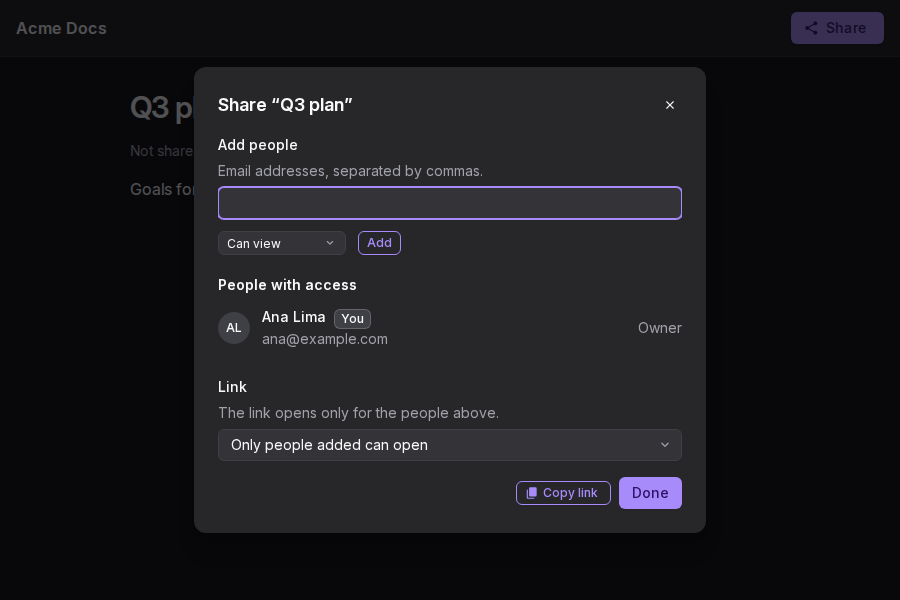 Acme Docs
Share
Q3 p
Not share
Goals for
Share “Q3 plan”
Add people
Email addresses, separated by commas.
Can view
Add
People with access
AL
Ana Lima
You
ana@example.com
Owner
Link
The link opens only for the people above.
Only people added can open
Copy link
Done